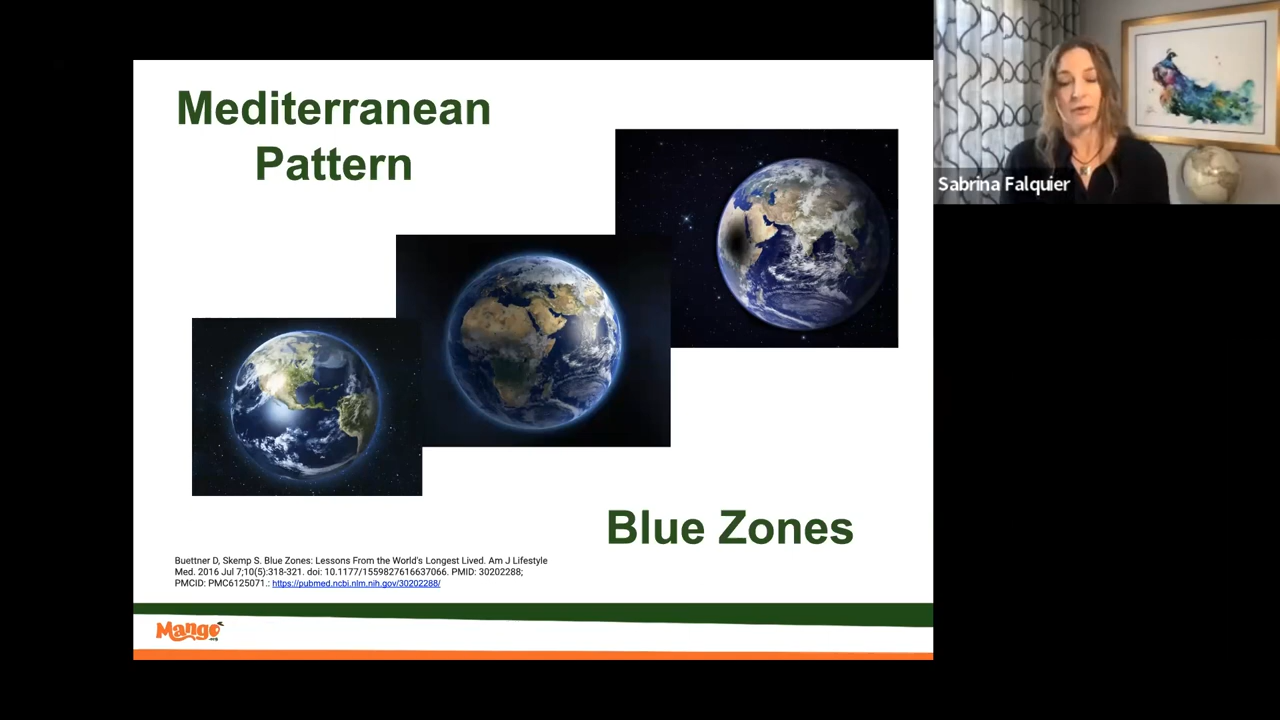 Mediterranean
Pattern
Sabrina Falquier
Blue Zones
Buettner D, Skemp S. Blue Zones: Lessons From the World's Longest Lived. Am J Lifestyle
Med. 2016 Jul 7;10(5):318-321. doi: 10.1177/1559827616637066. PMID: 30202288;
PMCID: PMC6125071.: https://pubmed.ncbi.nlm.nih.gov/30202288/
Mango
.org